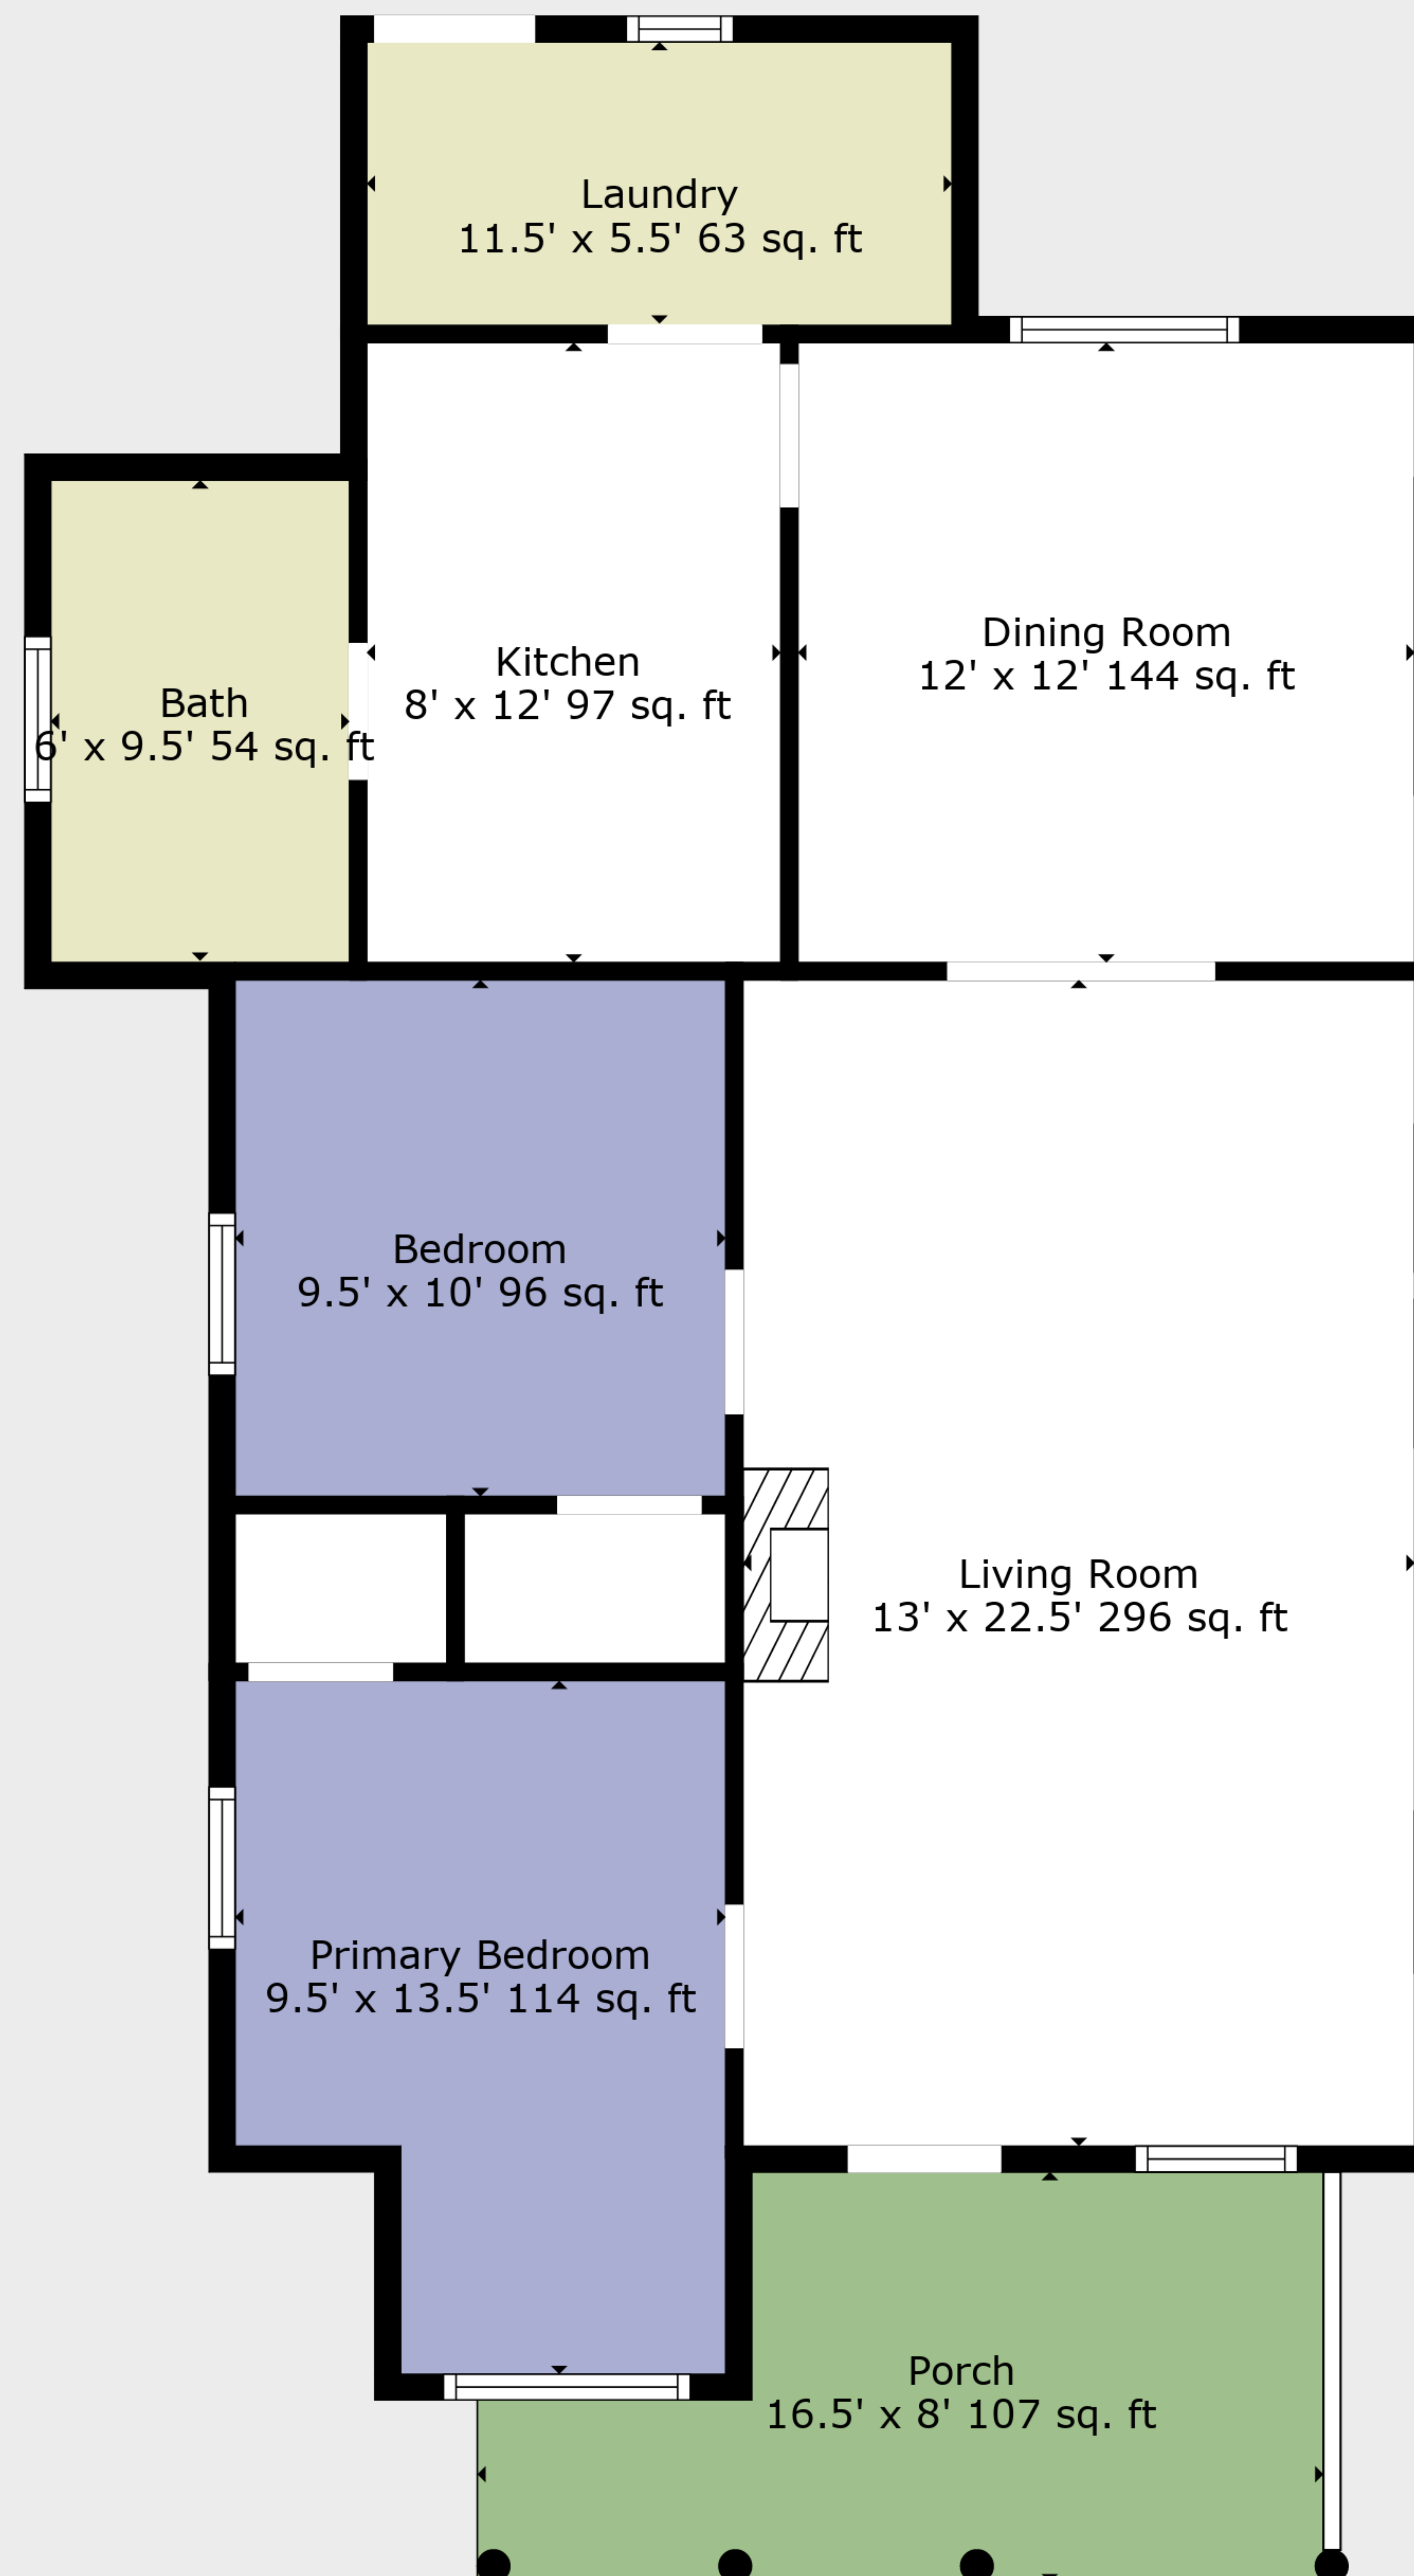 Laundry
11.5' x 5.5' 63 sq. ft
Dining Room
12' x 12' 144 sq. ft
Kitchen
8' x 12' 97 sq. ft
Bath
6' x 9.5' 54 sq. ft
Bedroom
9.5' x 10' 96 sq. ft
Living Room
13' x 22.5' 296 sq. ft
Primary Bedroom
9.5' x 13.5' 114 sq. ft
Porch
16.5' x 8' 107 sq. ft